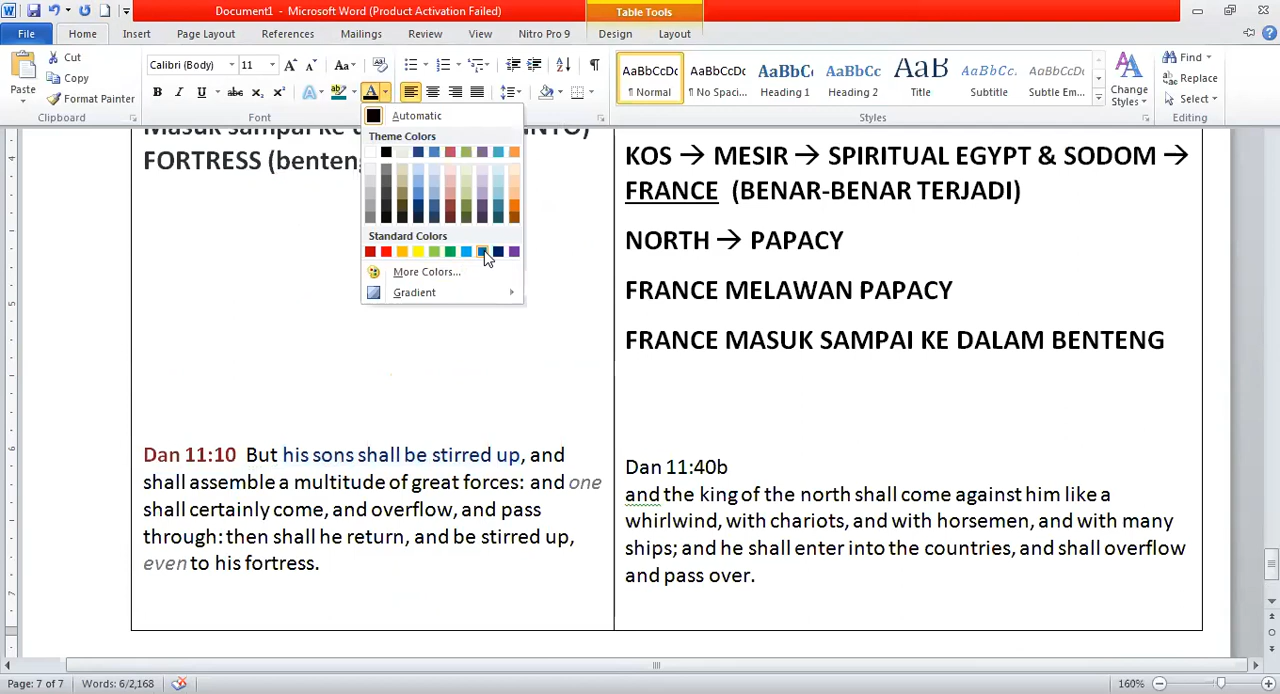 Document1 - Microsoft Word (Product Activation Failed)
Table Tools
File Home Insert Page Layout References Mailings Review View Nitro Pro 9 Design Layout
Cut
Copy
Format Painter
Paste
Clipboard
Calibri (Body) 11
Font
Automatic
Theme Colors
Standard Colors
More Colors...
Gradient
AaBbCcDc AaBbCcDc AaBbC AaBbCc AaB AaBbCc. AaBbCcDc
¶ Normal ¶ No Spaci... Heading 1 Heading 2 Title Subtitle Subtle Em...
Styles
Change
Styles
Find
Replace
Select
Editing
Masuk sampai ke
FORTRESS (benteng
KOS → MESIR → SPIRITUAL EGYPT & SODOM →
FRANCE (BENAR-BENAR TERJADI)
NORTH → PAPACY
FRANCE MELAWAN PAPACY
FRANCE MASUK SAMPAI KE DALAM BENTENG
Dan 11:10 But his sons shall be stirred up, and
shall assemble a multitude of great forces: and one
shall certainly come, and overflow, and pass
through: then shall he return, and be stirred up,
even to his fortress.
Dan 11:40b
and the king of the north shall come against him like a
whirlwind, with chariots, and with horsemen, and with many
ships; and he shall enter into the countries, and shall overflow
and pass over.
Page: 7 of 7 Words: 6/2,168 160%